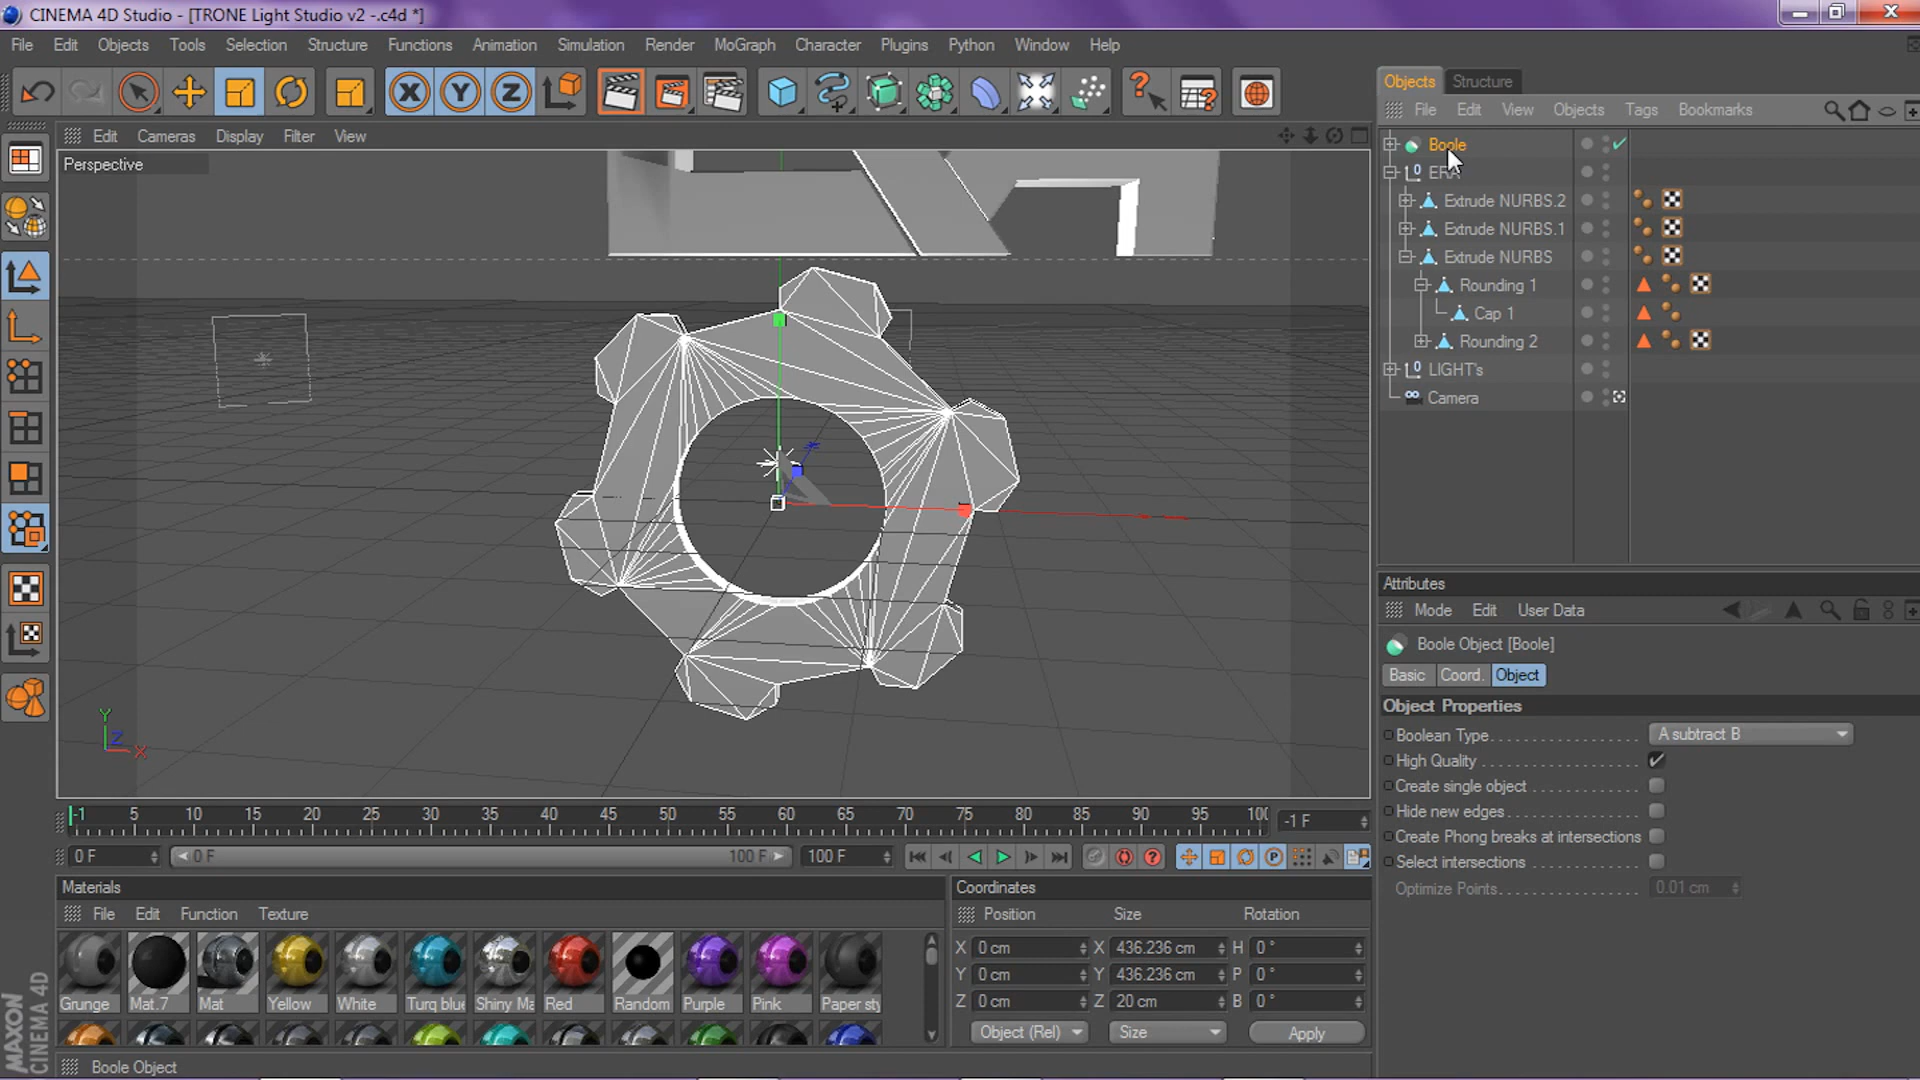 CINEMA 4D Studio - [TRONE Light Studio v2 -.c4d *]
File Edit Objects Tools Selection Structure Functions Animation Simulation Render MoGraph Character Plugins Python Window Help
X Y Z
Edit Cameras Display Filter View
Perspective
Y
Z
X
-1 5 10 15 20 25 30 35 40 45 50 55 60 65 70 75 80 85 90 95 100
-1 F
0 F
0 F
100 F
100 F
Materials
File Edit Function Texture
Grunge Mat.7 Mat Yellow White Turq blue Shiny Ma Red Random Purple Pink Paper sty
MAXON
CINEMA 4D
Boole Object
Coordinates
Position Size Rotation
X 0 cm X 436.236 cm H 0 °
Y 0 cm Y 436.236 cm P 0 °
Z 0 cm Z 20 cm B 0 °
Object (Rel) Size Apply
Objects Structure
File Edit View Objects Tags Bookmarks
Boole
ERA
Extrude NURBS.2
Extrude NURBS.1
Extrude NURBS
Rounding 1
Cap 1
Rounding 2
LIGHT's
Camera
Attributes
Mode Edit User Data
Boole Object [Boole]
Basic Coord. Object
Object Properties
Boolean Type A subtract B
High Quality
Create single object
Hide new edges
Create Phong breaks at intersections
Select intersections
Optimize Points 0.01 cm